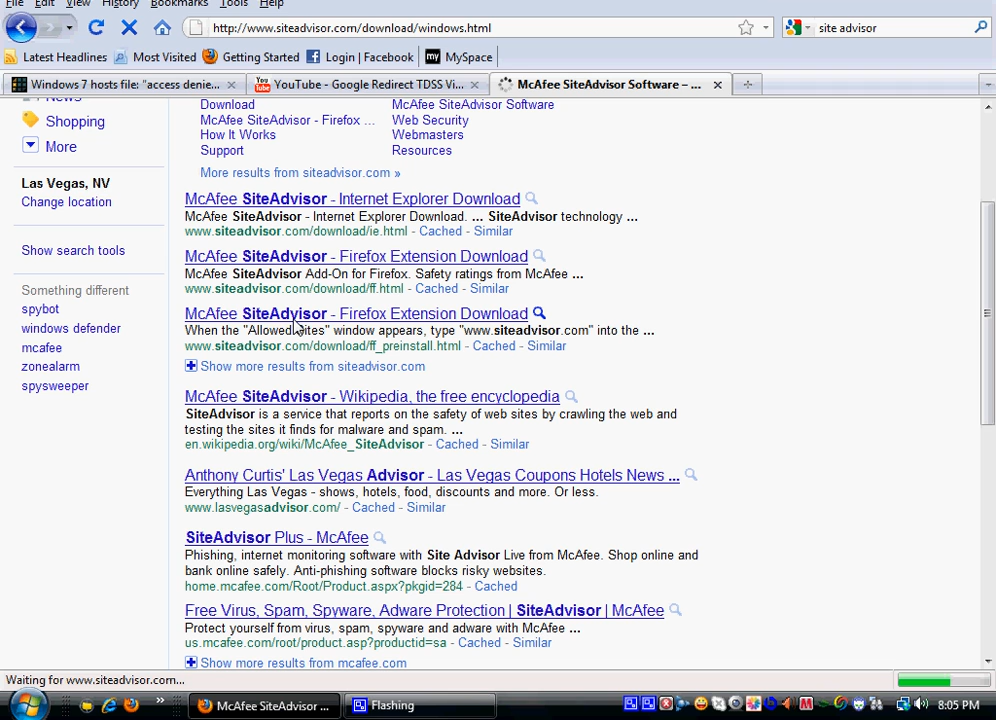 File Edit View History Bookmarks Tools Help
http://www.siteadvisor.com/download/windows.html
site advisor
Latest Headlines Most Visited Getting Started Login | Facebook my MySpace
Windows 7 hosts file: "access denie...
YouTube - Google Redirect TDSS Vi...
McAfee SiteAdvisor Software – ...
News
Shopping
More
Las Vegas, NV
Change location
Show search tools
Something different
spybot
windows defender
mcafee
zonealarm
spysweeper
Download McAfee SiteAdvisor Software
McAfee SiteAdvisor - Firefox ... Web Security
How It Works Webmasters
Support Resources
More results from siteadvisor.com »
McAfee SiteAdvisor - Internet Explorer Download
McAfee SiteAdvisor - Internet Explorer Download. ... SiteAdvisor technology ...
www.siteadvisor.com/download/ie.html - Cached - Similar
McAfee SiteAdvisor - Firefox Extension Download
McAfee SiteAdvisor Add-On for Firefox. Safety ratings from McAfee ...
www.siteadvisor.com/download/ff.html - Cached - Similar
McAfee SiteAdvisor - Firefox Extension Download
When the "Allowed Sites" window appears, type "www.siteadvisor.com" into the ...
www.siteadvisor.com/download/ff_preinstall.html - Cached - Similar
Show more results from siteadvisor.com
McAfee SiteAdvisor - Wikipedia, the free encyclopedia
SiteAdvisor is a service that reports on the safety of web sites by crawling the web and
testing the sites it finds for malware and spam. ...
en.wikipedia.org/wiki/McAfee_SiteAdvisor - Cached - Similar
Anthony Curtis' Las Vegas Advisor - Las Vegas Coupons Hotels News ...
Everything Las Vegas - shows, hotels, food, discounts and more. Or less.
www.lasvegasadvisor.com/ - Cached - Similar
SiteAdvisor Plus - McAfee
Phishing, internet monitoring software with Site Advisor Live from McAfee. Shop online and
bank online safely. Anti-phishing software blocks risky websites.
home.mcafee.com/Root/Product.aspx?pkgid=284 - Cached
Free Virus, Spam, Spyware, Adware Protection | SiteAdvisor | McAfee
Protect yourself from virus, spam, spyware and adware with McAfee ...
us.mcafee.com/root/product.asp?productid=sa - Cached - Similar
Show more results from mcafee.com
Waiting for www.siteadvisor.com...
McAfee SiteAdvisor ...
Flashing
8:05 PM